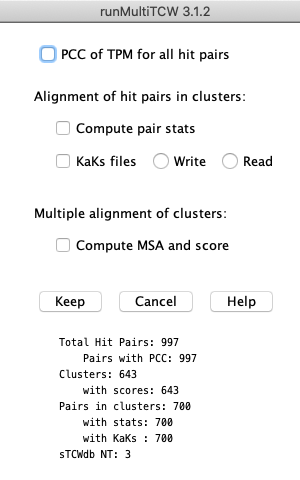 runMultiTCW 3.1.2
PCC of TPM for all hit pairs
Alignment of hit pairs in clusters:
Compute pair stats
KaKs files Write Read
Multiple alignment of clusters:
Compute MSA and score
Keep Cancel Help
Total Hit Pairs: 997
Pairs with PCC: 997
Clusters: 643
with scores: 643
Pairs in clusters: 700
with stats: 700
with KaKs : 700
sTCWdb NT: 3